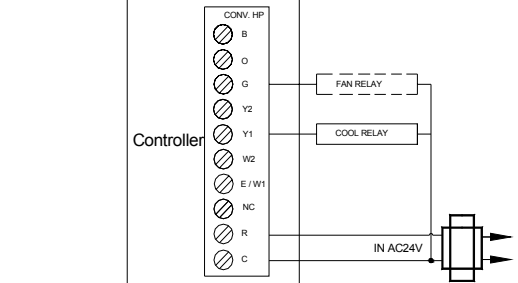 CONV. HP
B
O
G
FAN RELAY
Y2
Controller
Y1
COOL RELAY
W2
E / W1
NC
R
IN AC24V
C